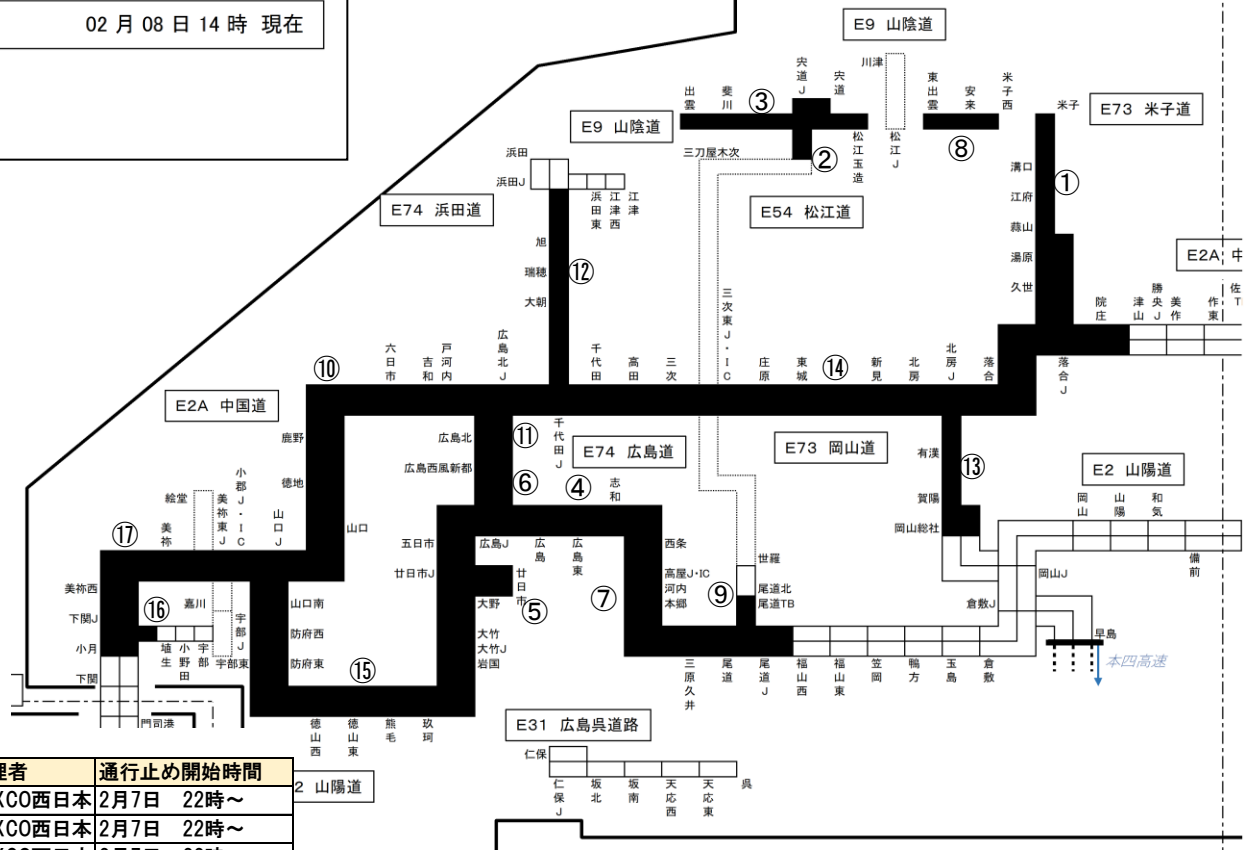 02 月 08 日 14 時 現在
E9 山陰道
川津
出雲
斐川
③
宍道J
宍道
東出雲
安来
米子西
米子
E73 米子道
E9 山陰道
三刀屋木次
②
松江玉造
松江J
⑧
浜田
浜田J
浜田東
江津西
江津
E74 浜田道
E54 松江道
溝口
江府
蒜山
湯原
久世
①
旭
瑞穂
大朝
⑫
E2A 中
院庄
津山
勝央J
美作
作東
佐
T
三次東J・IC
⑩
六日市
吉和
戸河内
広島北J
千代田
高田
三次
庄原
東城
⑭
新見
北房
北房J
落合
落合J
E2A 中国道
鹿野
徳地
広島北
広島西風新都
⑪
⑥
千代田J
E74 広島道
④
志和
E73 岡山道
有漢
賀陽
岡山総社
⑬
E2 山陽道
岡山
山陽
和気
備前
絵堂
美祢
美祢東J
小郡J・IC
山口J
山口
⑰
五日市
廿日市J
広島J
広島
広島東
西条
高屋J・IC
河内
本郷
世羅
尾道北
尾道TB
⑨
岡山J
倉敷J
早島
本四高速
美祢西
下関J
小月
下関
⑯
嘉川
埴生
小野田
宇部
宇部J
宇部東
山口南
防府西
防府東
大野
廿日市
⑤
大竹
大竹J
岩国
⑦
三原久井
尾道
尾道J
福山西
福山東
笠岡
鴨方
玉島
倉敷
⑮
徳山西
徳山東
熊毛
玖珂
門司港
E31 広島呉道路
仁保
仁保J
坂北
坂南
天応西
天応東
呉
2 山陽道
理者
通行止め開始時間
XCO西日本
2月7日 22時～
XCO西日本
2月7日 22時～